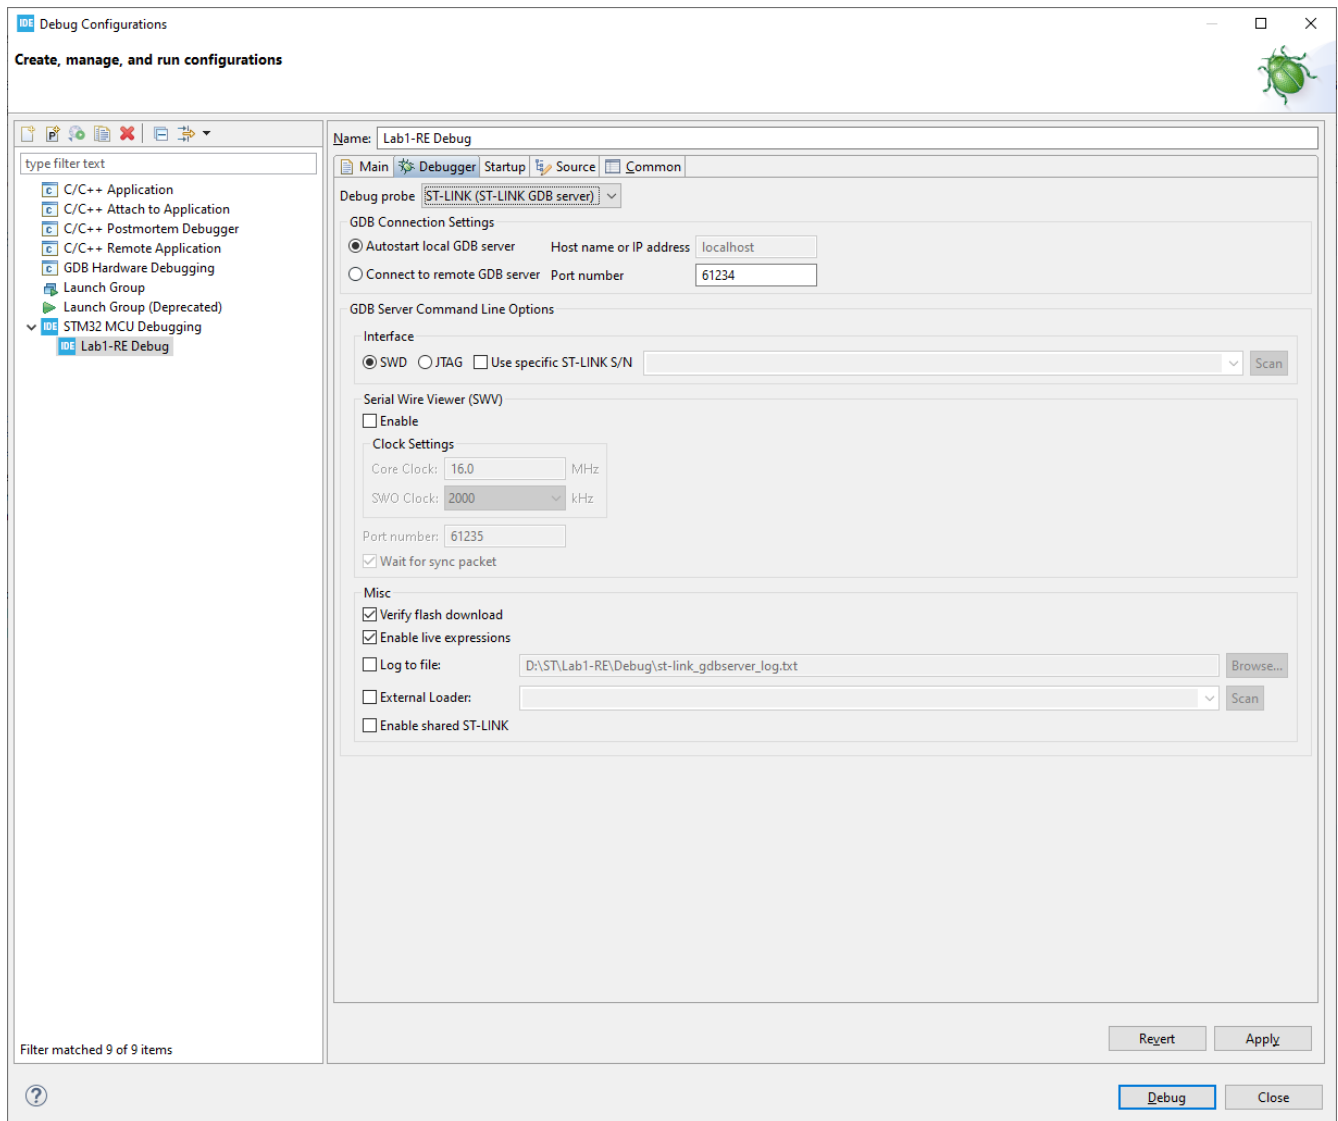 IDE Debug Configurations
Create, manage, and run configurations
type filter text
C/C++ Application
C/C++ Attach to Application
C/C++ Postmortem Debugger
C/C++ Remote Application
GDB Hardware Debugging
Launch Group
Launch Group (Deprecated)
IDE STM32 MCU Debugging
IDE Lab1-RE Debug
Filter matched 9 of 9 items
Name: Lab1-RE Debug
Main Debugger Startup Source Common
Debug probe ST-LINK (ST-LINK GDB server)
GDB Connection Settings
Autostart local GDB server Host name or IP address localhost
Connect to remote GDB server Port number 61234
GDB Server Command Line Options
Interface
SWD JTAG Use specific ST-LINK S/N Scan
Serial Wire Viewer (SWV)
Enable
Clock Settings
Core Clock: 16.0 MHz
SWO Clock: 2000 kHz
Port number: 61235
Wait for sync packet
Misc
Verify flash download
Enable live expressions
Log to file: D:\ST\Lab1-RE\Debug\st-link_gdbserver_log.txt Browse...
External Loader: Scan
Enable shared ST-LINK
Revert Apply
? Debug Close